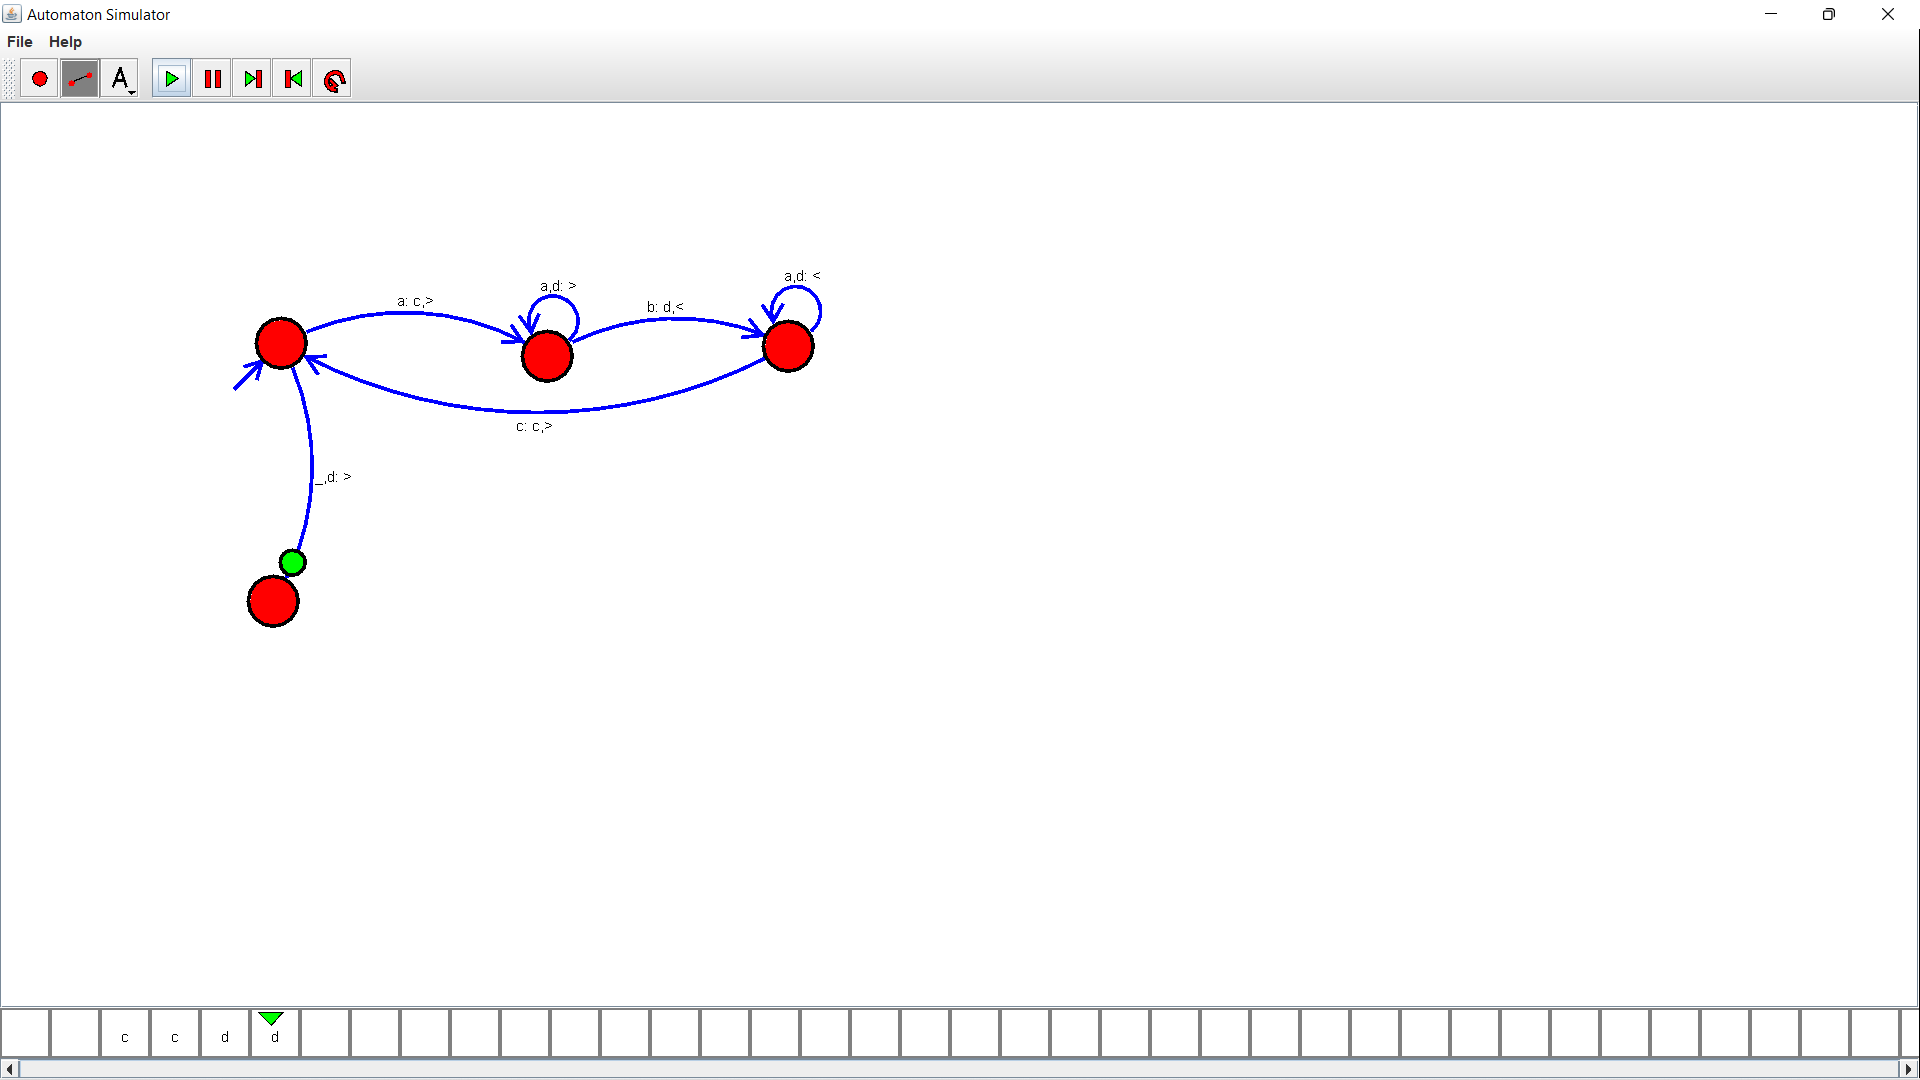 Automaton Simulator
File Help
A
a,d: <
a,d: >
a: c,>
b: d,<
c: c,>
_,d: >
c c d d